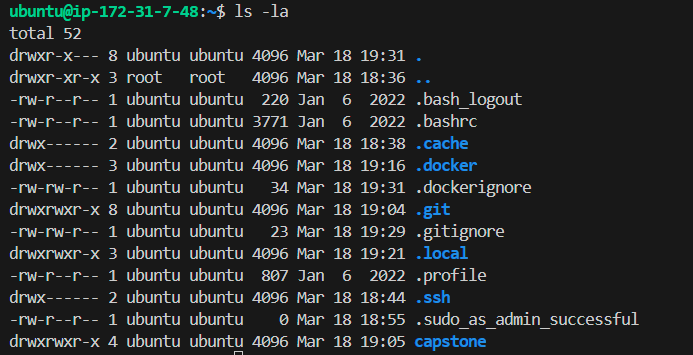 ubuntu@ip-172-31-7-48:~$ ls -la
total 52
drwxr-x--- 8 ubuntu ubuntu 4096 Mar 18 19:31 .
drwxr-xr-x 3 root   root   4096 Mar 18 18:36 ..
-rw-r--r-- 1 ubuntu ubuntu  220 Jan  6  2022 .bash_logout
-rw-r--r-- 1 ubuntu ubuntu 3771 Jan  6  2022 .bashrc
drwx------ 2 ubuntu ubuntu 4096 Mar 18 18:38 .cache
drwx------ 3 ubuntu ubuntu 4096 Mar 18 19:16 .docker
-rw-rw-r-- 1 ubuntu ubuntu   34 Mar 18 19:31 .dockerignore
drwxrwxr-x 8 ubuntu ubuntu 4096 Mar 18 19:04 .git
-rw-rw-r-- 1 ubuntu ubuntu   23 Mar 18 19:29 .gitignore
drwxrwxr-x 3 ubuntu ubuntu 4096 Mar 18 19:21 .local
-rw-r--r-- 1 ubuntu ubuntu  807 Jan  6  2022 .profile
drwx------ 2 ubuntu ubuntu 4096 Mar 18 18:44 .ssh
-rw-r--r-- 1 ubuntu ubuntu    0 Mar 18 18:55 .sudo_as_admin_successful
drwxrwxr-x 4 ubuntu ubuntu 4096 Mar 18 19:05 capstone